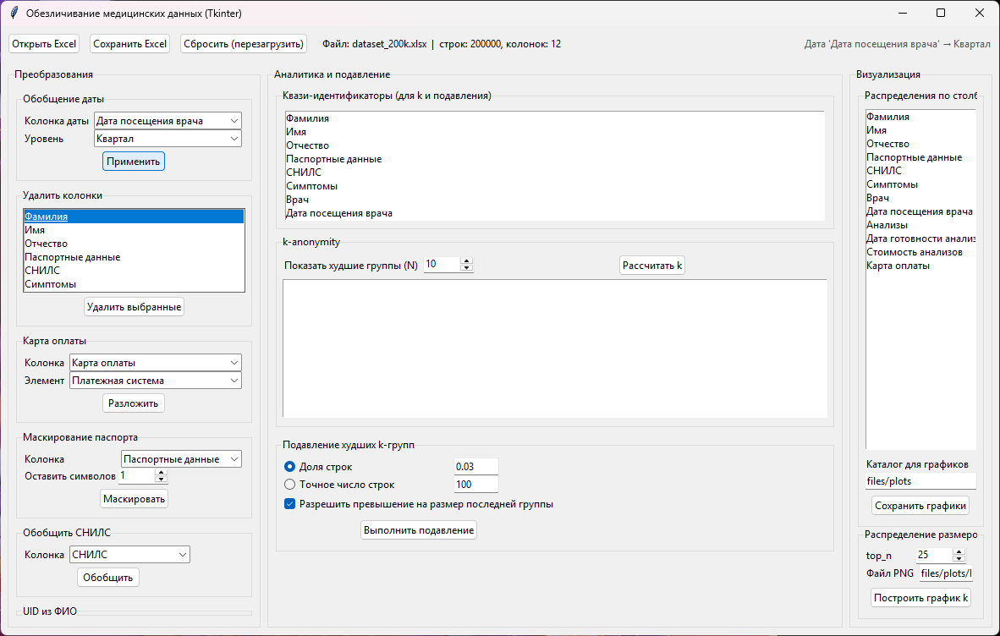 Обезличивание медицинских данных (Tkinter)
Открыть Excel
Сохранить Excel
Сбросить (перезагрузить)
Файл: dataset_200k.xlsx | строк: 200000, колонок: 12
Дата 'Дата посещения врача' → Квартал
Преобразования
Обобщение даты
Колонка даты Дата посещения врача
Уровень Квартал
Применить
Удалить колонки
Фамилия
Имя
Отчество
Паспортные данные
СНИЛС
Симптомы
Удалить выбранные
Карта оплаты
Колонка Карта оплаты
Элемент Платежная система
Разложить
Маскирование паспорта
Колонка Паспортные данные
Оставить символов 1
Маскировать
Обобщить СНИЛС
Колонка СНИЛС
Обобщить
UID из ФИО
Аналитика и подавление
Квази-идентификаторы (для k и подавления)
Фамилия
Имя
Отчество
Паспортные данные
СНИЛС
Симптомы
Врач
Дата посещения врача
k-anonymity
Показать худшие группы (N) 10
Рассчитать k
Подавление худших k-групп
Доля строк 0.03
Точное число строк 100
Разрешить превышение на размер последней группы
Выполнить подавление
Визуализация
Распределения по столб
Фамилия
Имя
Отчество
Паспортные данные
СНИЛС
Симптомы
Врач
Дата посещения врача
Анализы
Дата готовности анализ
Стоимость анализов
Карта оплаты
Каталог для графиков
files/plots
Сохранить графики
Распределение размеро
top_n 25
Файл PNG files/plots/
Построить график k